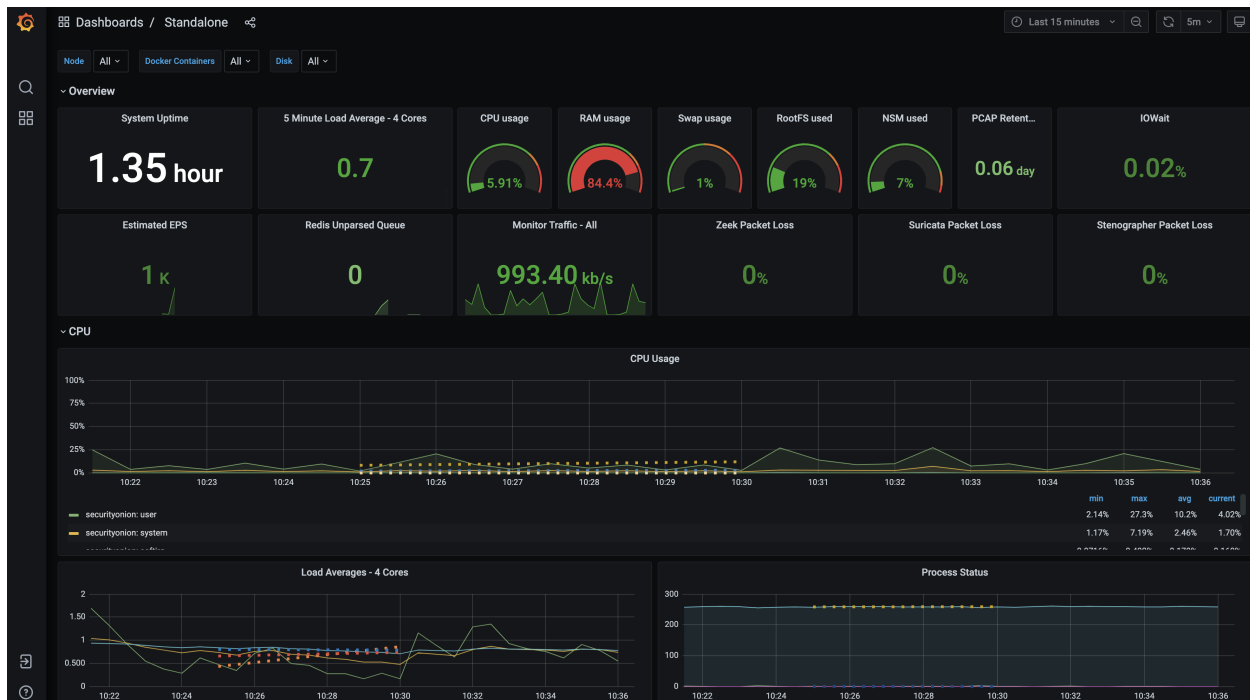 Dashboards / Standalone
Last 15 minutes
5m
Node All Docker Containers All Disk All
Overview
System Uptime
1.35 hour
5 Minute Load Average - 4 Cores
0.7
CPU usage
5.91%
RAM usage
84.4%
Swap usage
1%
RootFS used
19%
NSM used
7%
PCAP Retent...
0.06 day
IOWait
0.02%
Estimated EPS
1 K
Redis Unparsed Queue
0
Monitor Traffic - All
993.40 kb/s
Zeek Packet Loss
0%
Suricata Packet Loss
0%
Stenographer Packet Loss
0%
CPU
CPU Usage
100%
75%
50%
25%
0%
10:22 10:23 10:24 10:25 10:26 10:27 10:28 10:29 10:30 10:31 10:32 10:33 10:34 10:35 10:36
min max avg current
securityonion: user 2.14% 27.3% 10.2% 4.02%
securityonion: system 1.17% 7.19% 2.46% 1.70%
Load Averages - 4 Cores
2
1.50
1
0.500
0
10:22 10:24 10:26 10:28 10:30 10:32 10:34 10:36
Process Status
300
200
100
0
10:22 10:24 10:26 10:28 10:30 10:32 10:34 10:36